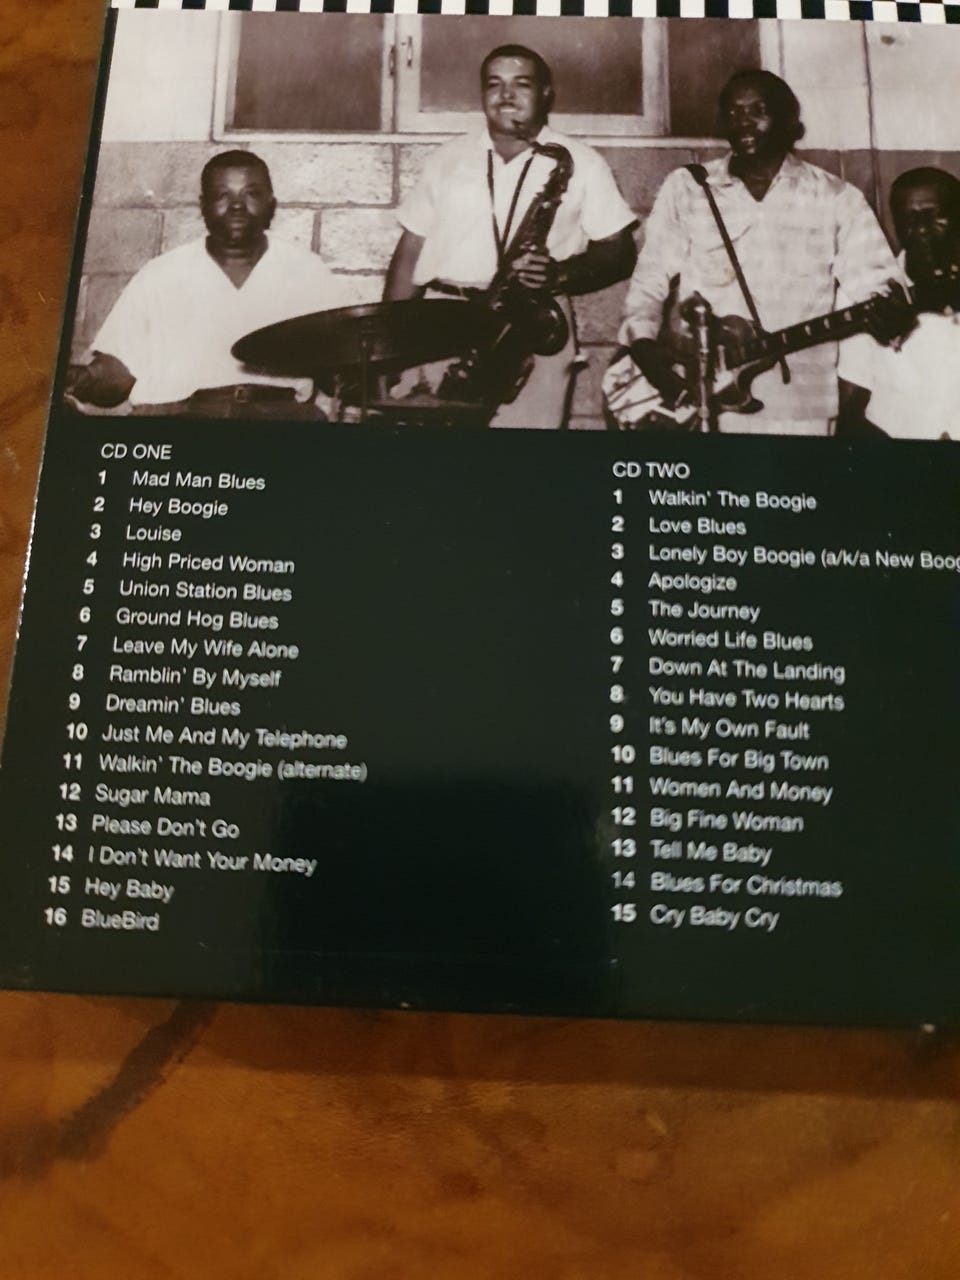 CD ONE
1 Mad Man Blues
2 Hey Boogie
3 Louise
4 High Priced Woman
5 Union Station Blues
6 Ground Hog Blues
7 Leave My Wife Alone
8 Ramblin' By Myself
9 Dreamin' Blues
10 Just Me And My Telephone
11 Walkin' The Boogie (alternate)
12 Sugar Mama
13 Please Don't Go
14 I Don't Want Your Money
15 Hey Baby
16 BlueBird
CD TWO
1 Walkin' The Boogie
2 Love Blues
3 Lonely Boy Boogie (a/k/a New Boog
4 Apologize
5 The Journey
6 Worried Life Blues
7 Down At The Landing
8 You Have Two Hearts
9 It's My Own Fault
10 Blues For Big Town
11 Women And Money
12 Big Fine Woman
13 Tell Me Baby
14 Blues For Christmas
15 Cry Baby Cry